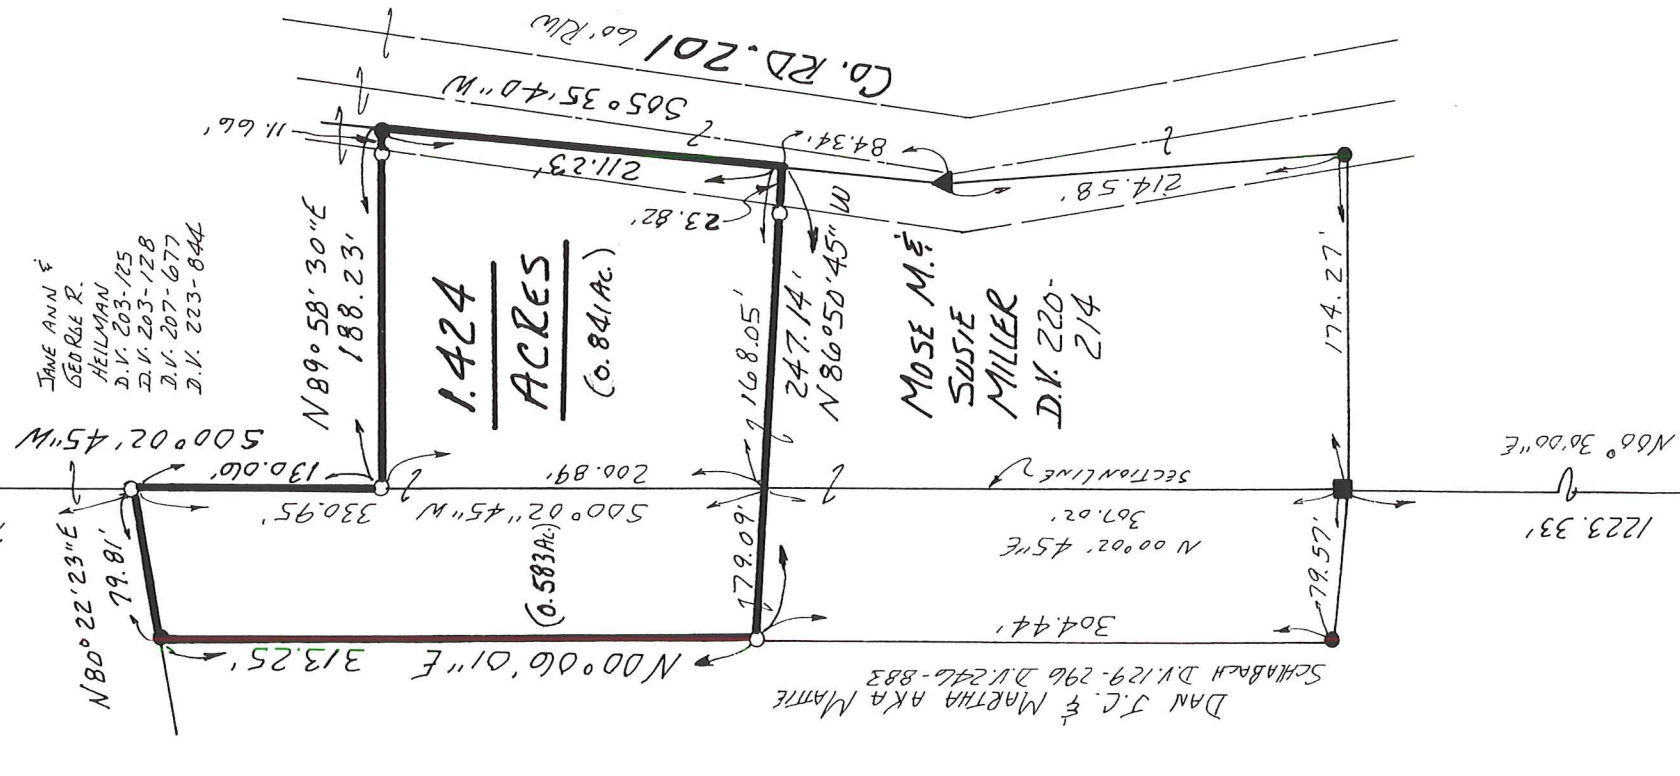 Co. RD. 201 60' R/W
S05° 35' 40" W
11.66'
211.23'
84.34'
214.58'
23.82'
JANE ANN &
GEORGE R.
HEILMAN
D.V. 203-125
D.V. 203-128
D.V. 207-677
D.V. 223-844
N89° 58' 30" E
188.23'
1.424
ACRES
(0.841 Ac.)
168.05'
247.14'
N86° 50' 45" W
MOSE M. &
SUSIE
MILLER
D.V. 220-
214
174.27'
S00° 02' 45" W
130.06'
200.89'
SECTION LINE
N00° 30' 00" E
330.95'
S00° 02" 45" W
307.02'
N 00° 02' 45" E
1223.33'
N80° 22' 23" E
79.81'
(0.583 Ac.)
79.09'
79.57'
304.44'
313.25'
N00° 06' 01" E
DAN J.C. & MARTHA AKA MATTIE
SCHLABACH D.V. 129-296 D.V. 246-883